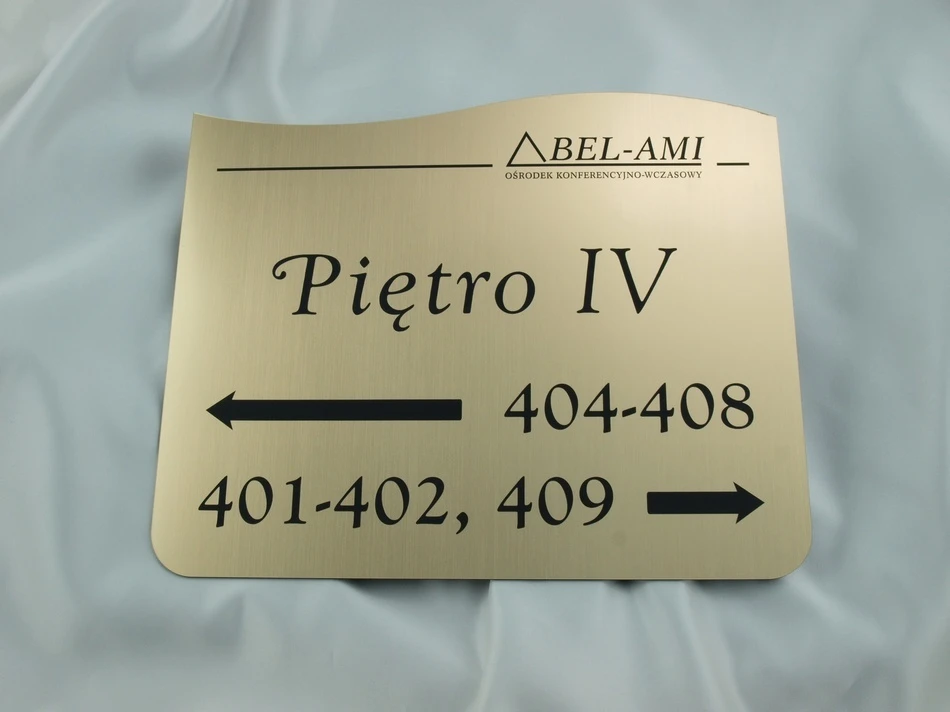 BEL-AMI
OŚRODEK KONFERENCYJNO-WCZASOWY
Piętro IV
404-408
401-402, 409